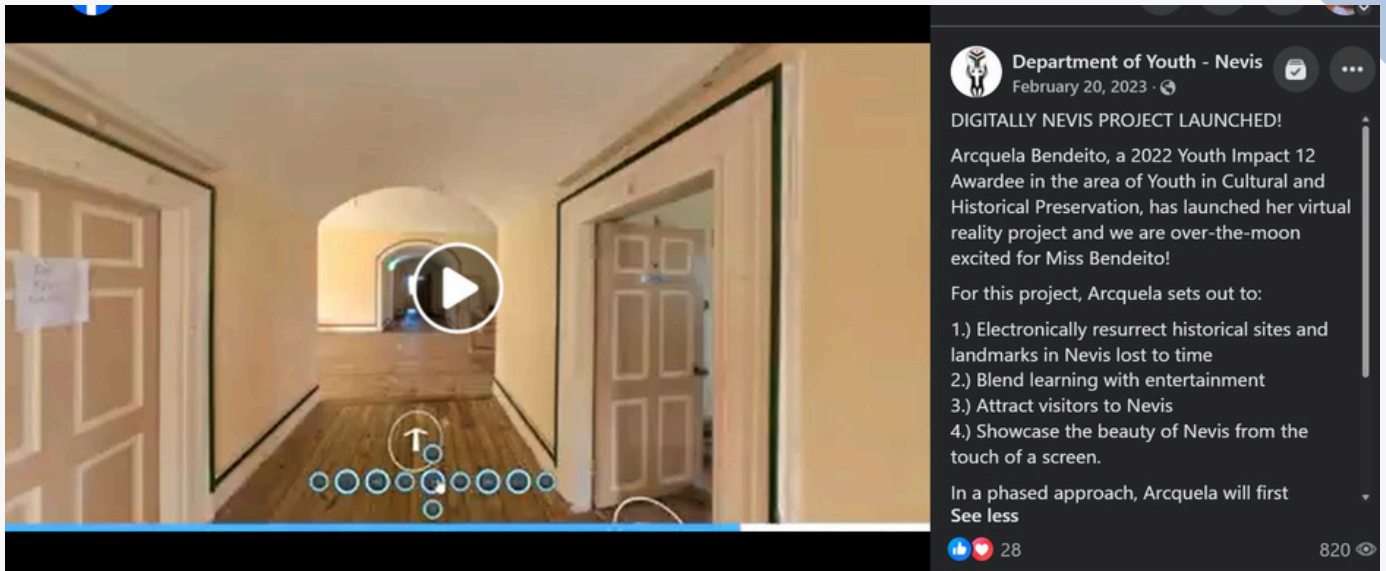 Department of Youth - Nevis
February 20, 2023 ·
DIGITALLY NEVIS PROJECT LAUNCHED!
Arcquela Bendeito, a 2022 Youth Impact 12
Awardee in the area of Youth in Cultural and
Historical Preservation, has launched her virtual
reality project and we are over-the-moon
excited for Miss Bendeito!
For this project, Arcquela sets out to:
1.) Electronically resurrect historical sites and
landmarks in Nevis lost to time
2.) Blend learning with entertainment
3.) Attract visitors to Nevis
4.) Showcase the beauty of Nevis from the
touch of a screen.
In a phased approach, Arcquela will first
See less
28
820